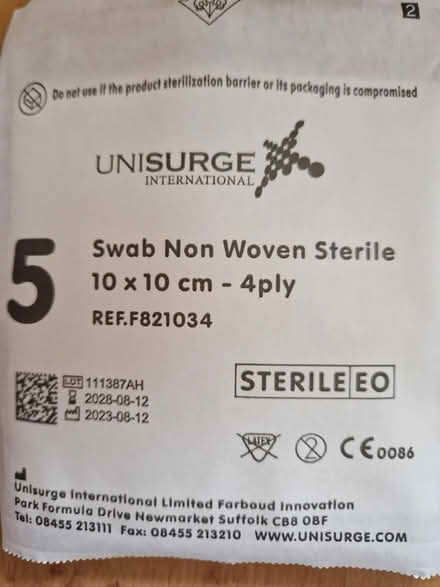 2
Do not use if the product sterilization barrier or its packaging is compromised
UNISURGE
INTERNATIONAL
5
Swab Non Woven Sterile
10 x 10 cm - 4ply
REF.F821034
LOT 111387AH
2028-08-12
2023-08-12
STERILE EO
LATEX
2
CE 0086
Unisurge International Limited Farboud Innovation
Park Formula Drive Newmarket Suffolk CB8 0BF
Tel: 08455 213111 Fax: 08455 213210 WWW.UNISURGE.COM